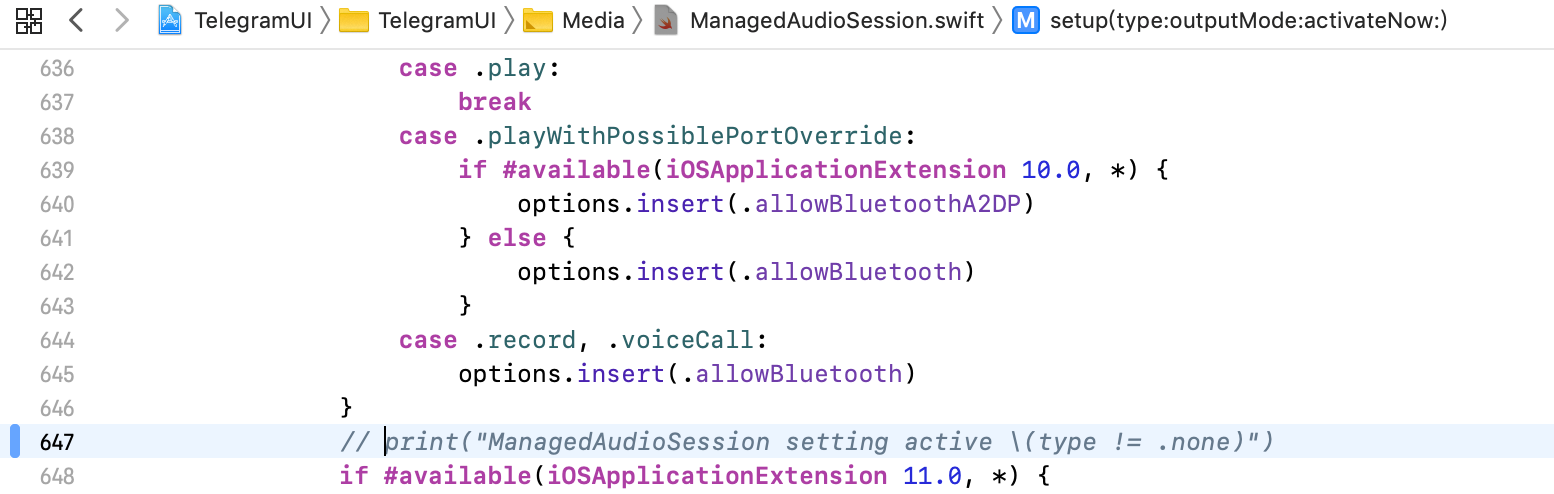 TelegramUI TelegramUI Media ManagedAudioSession.swift M setup(type:outputMode:activateNow:)
636 case .play:
637 break
638 case .playWithPossiblePortOverride:
639 if #available(iOSApplicationExtension 10.0, *) {
640 options.insert(.allowBluetoothA2DP)
641 } else {
642 options.insert(.allowBluetooth)
643 }
644 case .record, .voiceCall:
645 options.insert(.allowBluetooth)
646 }
647 // print("ManagedAudioSession setting active \(type != .none)")
648 if #available(iOSApplicationExtension 11.0, *) {